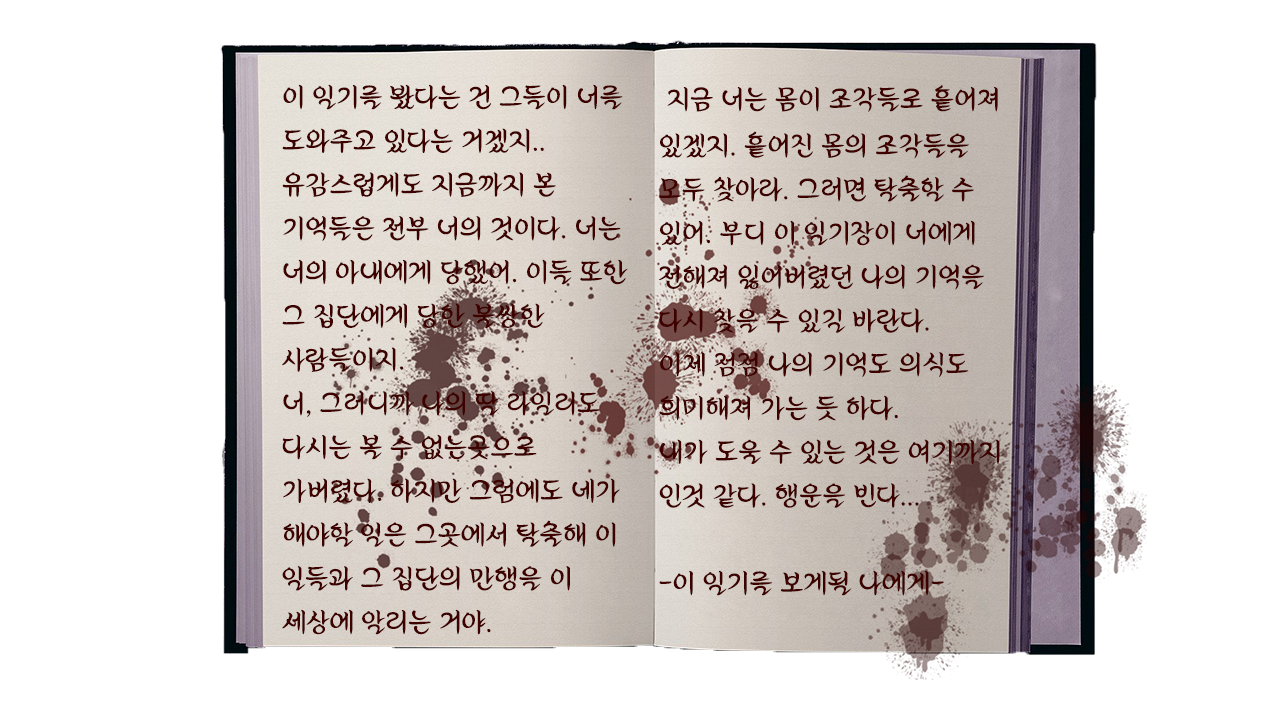 이 일기를 봤다는 건 그들이 너를
도와주고 있다는 거겠지..
유감스럽게도 지금까지 본
기억들은 전부 너의 것이다. 너는
너의 아내에게 당했어. 이들 또한
그 집단에게 당한 불쌍한
사람들이지.
너, 그러니까 나의 딸 라일라도
다시는 볼 수 없는곳으로
가버렸다. 하지만 그럼에도 네가
해야할 일은 그곳에서 탈출해 이
일들과 그 집단의 만행을 이
세상에 알리는 거야.
지금 너는 몸이 조각들로 흩어져
있겠지. 흩어진 몸의 조각들을
모두 찾아라. 그러면 탈출할 수
있어. 부디 이 일기장이 너에게
전해져 잃어버렸던 나의 기억을
다시 찾을 수 있길 바란다.
이제 점점 나의 기억도 의식도
희미해져 가는 듯 하다.
내가 도울 수 있는 것은 여기까지
인것 같다. 행운을 빈다...
-이 일기를 보게될 나에게-